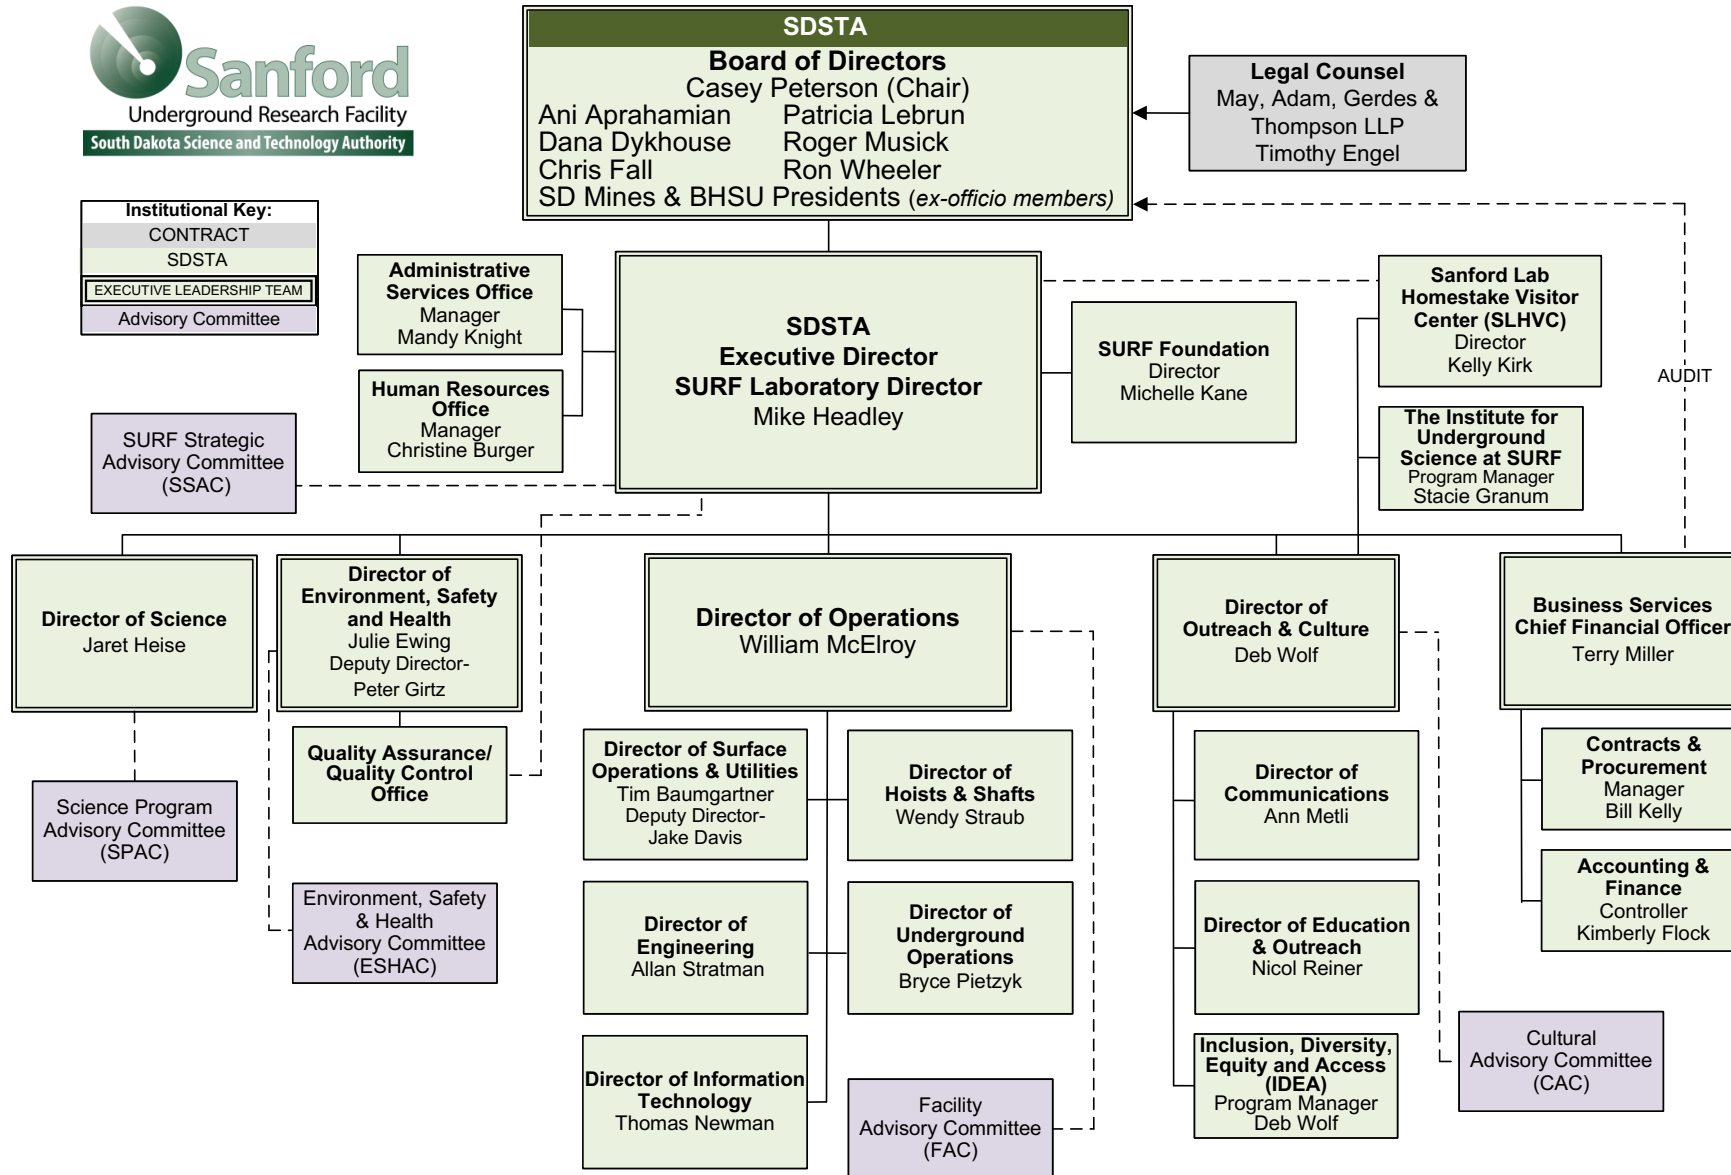 Sanford
Underground Research Facility
South Dakota Science and Technology Authority
SDSTA
Board of Directors
Casey Peterson (Chair)
Ani Aprahamian Patricia Lebrun
Dana Dykhouse Roger Musick
Chris Fall Ron Wheeler
SD Mines & BHSU Presidents (ex-officio members)
Legal Counsel
May, Adam, Gerdes &
Thompson LLP
Timothy Engel
Institutional Key:
CONTRACT
SDSTA
EXECUTIVE LEADERSHIP TEAM
Advisory Committee
Administrative
Services Office
Manager
Mandy Knight
Human Resources
Office
Manager
Christine Burger
SDSTA
Executive Director
SURF Laboratory Director
Mike Headley
SURF Foundation
Director
Michelle Kane
Sanford Lab
Homestake Visitor
Center (SLHVC)
Director
Kelly Kirk
AUDIT
The Institute for
Underground
Science at SURF
Program Manager
Stacie Granum
SURF Strategic
Advisory Committee
(SSAC)
Director of Science
Jaret Heise
Director of
Environment, Safety
and Health
Julie Ewing
Deputy Director-
Peter Girtz
Director of Operations
William McElroy
Director of
Outreach & Culture
Deb Wolf
Business Services
Chief Financial Officer
Terry Miller
Quality Assurance/
Quality Control
Office
Science Program
Advisory Committee
(SPAC)
Environment, Safety
& Health
Advisory Committee
(ESHAC)
Director of Surface
Operations & Utilities
Tim Baumgartner
Deputy Director-
Jake Davis
Director of
Hoists & Shafts
Wendy Straub
Director of
Engineering
Allan Stratman
Director of
Underground
Operations
Bryce Pietzyk
Director of Information
Technology
Thomas Newman
Facility
Advisory Committee
(FAC)
Director of
Communications
Ann Metli
Director of Education
& Outreach
Nicol Reiner
Inclusion, Diversity,
Equity and Access
(IDEA)
Program Manager
Deb Wolf
Contracts &
Procurement
Manager
Bill Kelly
Accounting &
Finance
Controller
Kimberly Flock
Cultural
Advisory Committee
(CAC)